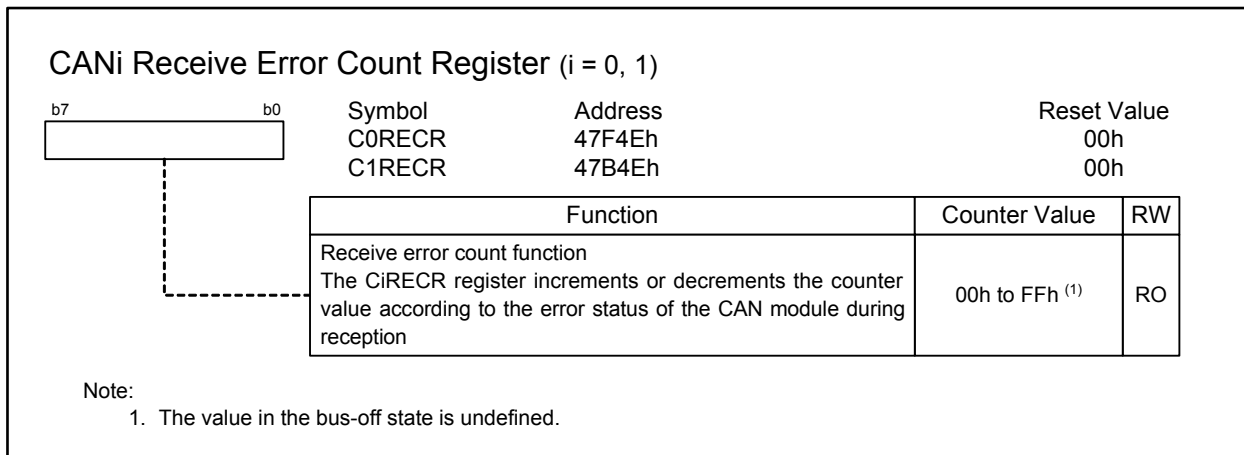 CANi Receive Error Count Register (i = 0, 1)
b7 b0 Symbol Address Reset Value
C0RECR 47F4Eh 00h
C1RECR 47B4Eh 00h
Function Counter Value RW
Receive error count function
The CiRECR register increments or decrements the counter
value according to the error status of the CAN module during
reception
00h to FFh (1) RO
Note:
1. The value in the bus-off state is undefined.